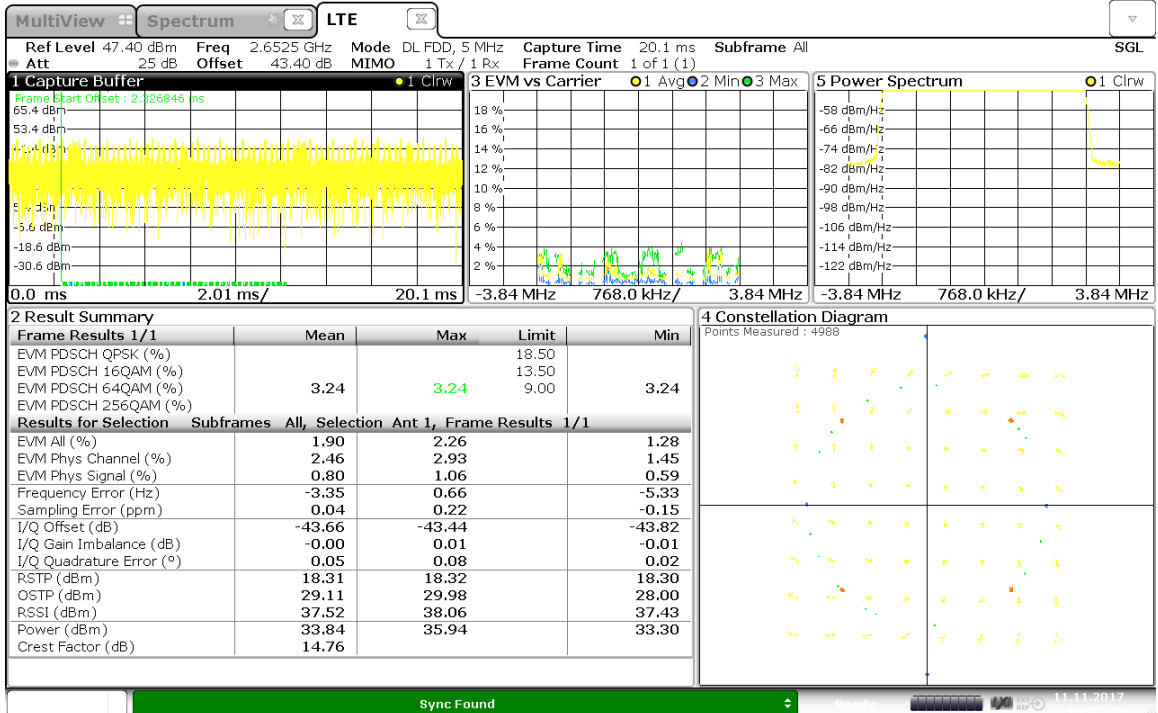 MultiView Spectrum LTE
Ref Level 47.40 dBm Freq 2.6525 GHz Mode DL FDD, 5 MHz Capture Time 20.1 ms Subframe All SGL
Att 25 dB Offset 43.40 dB MIMO 1 Tx / 1 Rx Frame Count 1 of 1 (1)
1 Capture Buffer 1 Clrw
Frame Start Offset : 2.326846 ms
65.4 dBm
53.4 dBm
-5.6 dBm
-18.6 dBm
-30.6 dBm
0.0 ms 2.01 ms/ 20.1 ms
3 EVM vs Carrier 1 Avg 2 Min 3 Max
18 %
16 %
14 %
12 %
10 %
8 %
6 %
4 %
2 %
-3.84 MHz 768.0 kHz/ 3.84 MHz
5 Power Spectrum 1 Clrw
-58 dBm/Hz
-66 dBm/Hz
-74 dBm/Hz
-82 dBm/Hz
-90 dBm/Hz
-98 dBm/Hz
-106 dBm/Hz
-114 dBm/Hz
-122 dBm/Hz
-3.84 MHz 768.0 kHz/ 3.84 MHz
2 Result Summary
Frame Results 1/1 Mean Max Limit Min
EVM PDSCH QPSK (%) 18.50
EVM PDSCH 16QAM (%) 13.50
EVM PDSCH 64QAM (%) 3.24 3.24 9.00 3.24
EVM PDSCH 256QAM (%)
Results for Selection Subframes All, Selection Ant 1, Frame Results 1/1
EVM All (%) 1.90 2.26 1.28
EVM Phys Channel (%) 2.46 2.93 1.45
EVM Phys Signal (%) 0.80 1.06 0.59
Frequency Error (Hz) -3.35 0.66 -5.33
Sampling Error (ppm) 0.04 0.22 -0.15
I/Q Offset (dB) -43.66 -43.44 -43.82
I/Q Gain Imbalance (dB) -0.00 0.01 -0.01
I/Q Quadrature Error (º) 0.05 0.08 0.02
RSTP (dBm) 18.31 18.32 18.30
OSTP (dBm) 29.11 29.98 28.00
RSSI (dBm) 37.52 38.06 37.43
Power (dBm) 33.84 35.94 33.30
Crest Factor (dB) 14.76
4 Constellation Diagram
Points Measured : 4988
Sync Found
Ready
LXI
EXT
REF
11.11.2017